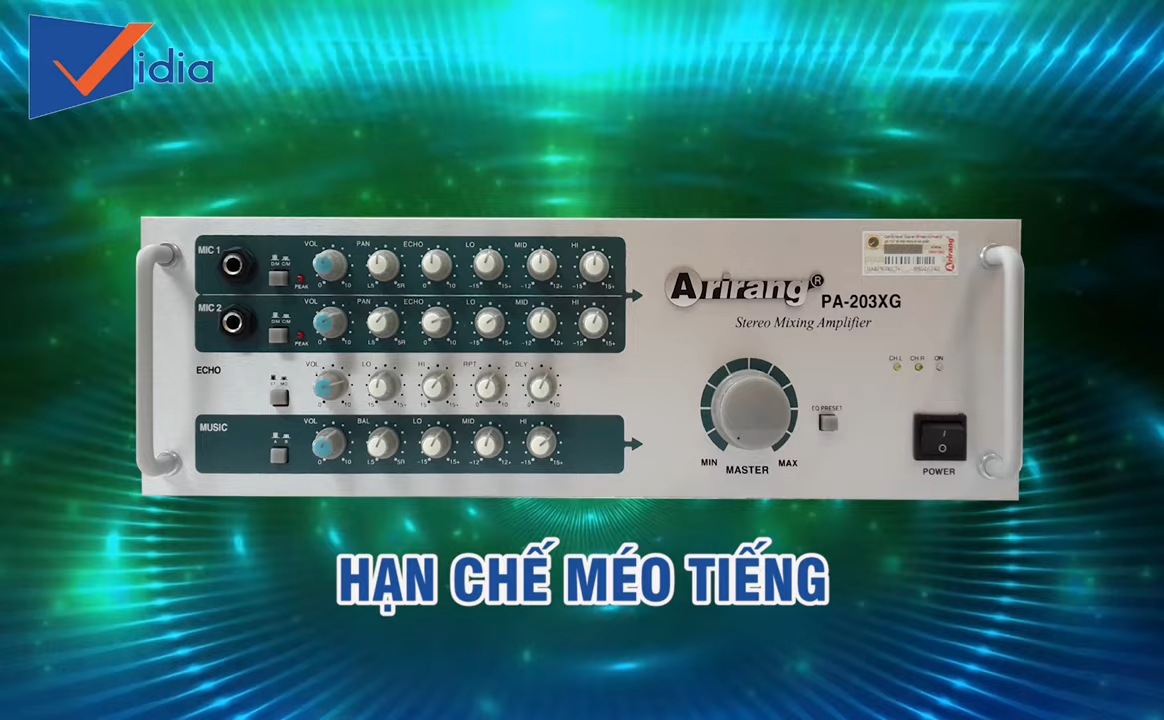 Vidia
MIC 1
VOL PAN ECHO LO MID HI
PEAK
MIC 2
VOL PAN ECHO LO MID HI
PEAK
ECHO
VOL LO HI RPT DLY
MUSIC
VOL BAL LO MID HI
Arirang®
PA-203XG
Stereo Mixing Amplifier
CH L CH R ON
EQ PRESET
MIN MASTER MAX
POWER
Arirang
HẠN CHẾ MÉO TIẾNG